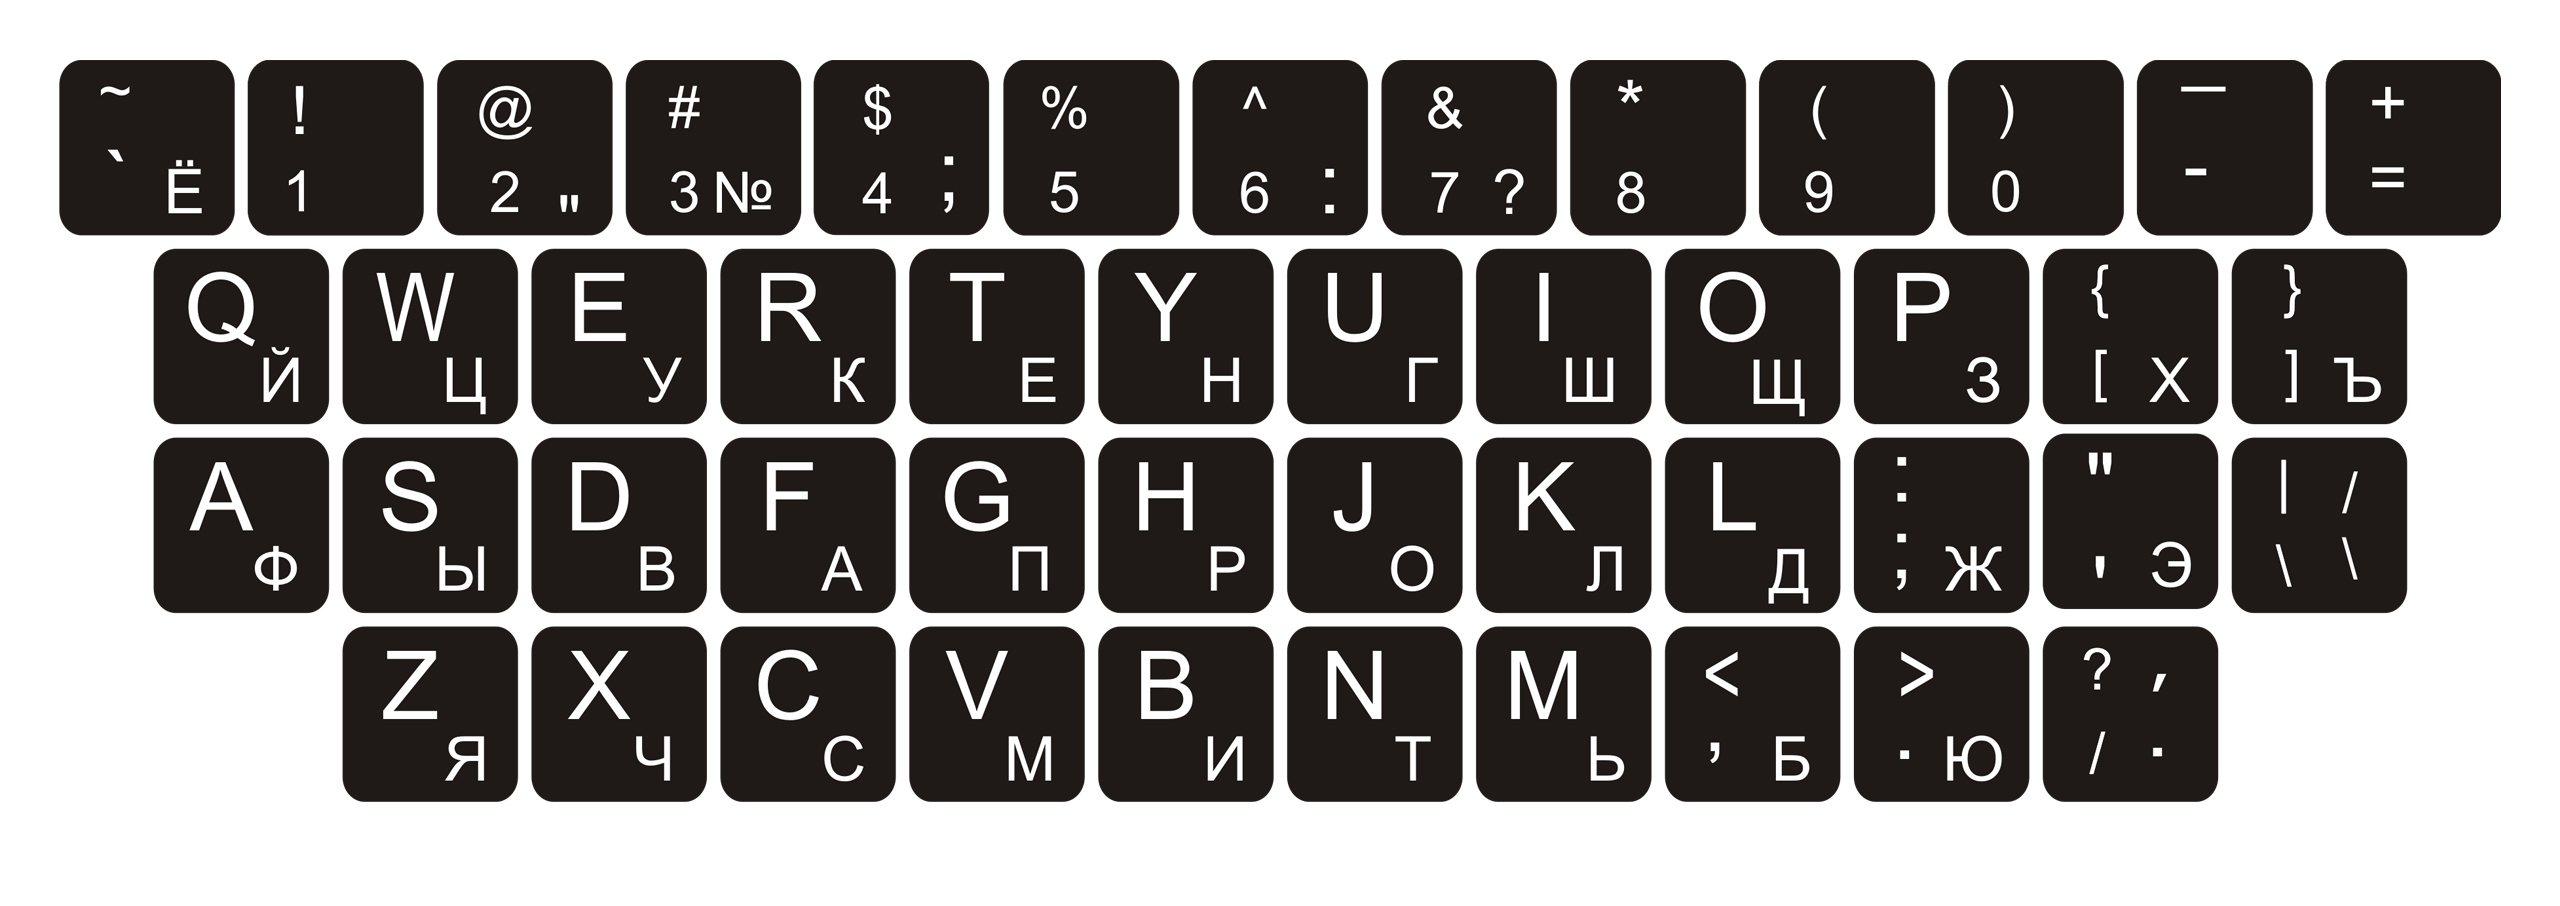 ~ ` Ё ! 1 @ 2 " # 3 № $ 4 ; % 5 ^ 6 : & 7 ? * 8 ( 9 ) 0 _ - + =
Q Й W Ц E У R К T Е Y Н U Г I Ш O Щ P З { [ Х } ] Ъ
A Ф S Ы D В F А G П H Р J О K Л L Д : ; Ж " ' Э | / \ \
Z Я X Ч C С V М B И N Т M Ь < , Б > . Ю ? , / .